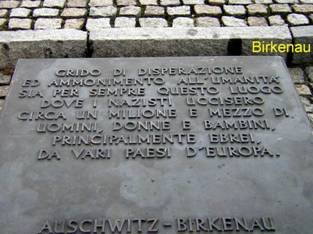 Birkenau
GRIDO DI DISPERAZIONE
ED AMMONIMENTO ALL'UMANITÀ
SIA PER SEMPRE QUESTO LUOGO
DOVE I NAZISTI UCCISERO
CIRCA UN MILIONE E MEZZO DI
UOMINI, DONNE E BAMBINI,
PRINCIPALMENTE EBREI,
DA VARI PAESI D'EUROPA.
AUSCHWITZ-BIRKENAU